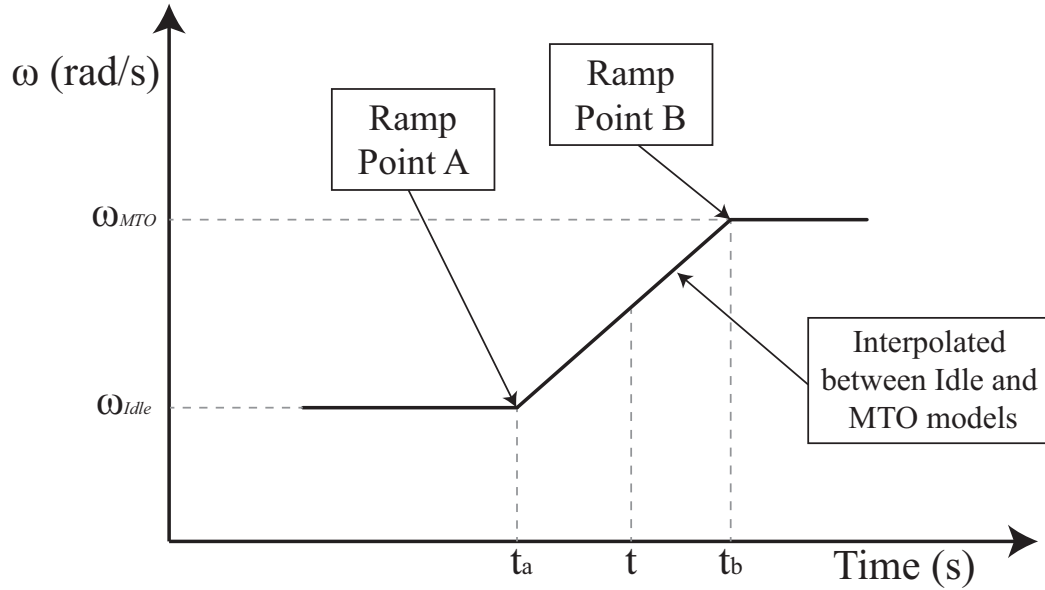 ω (rad/s)
Ramp
Point A
Ramp
Point B
ωMTO
Interpolated
between Idle and
MTO models
ωIdle
ta
t
tb
Time (s)